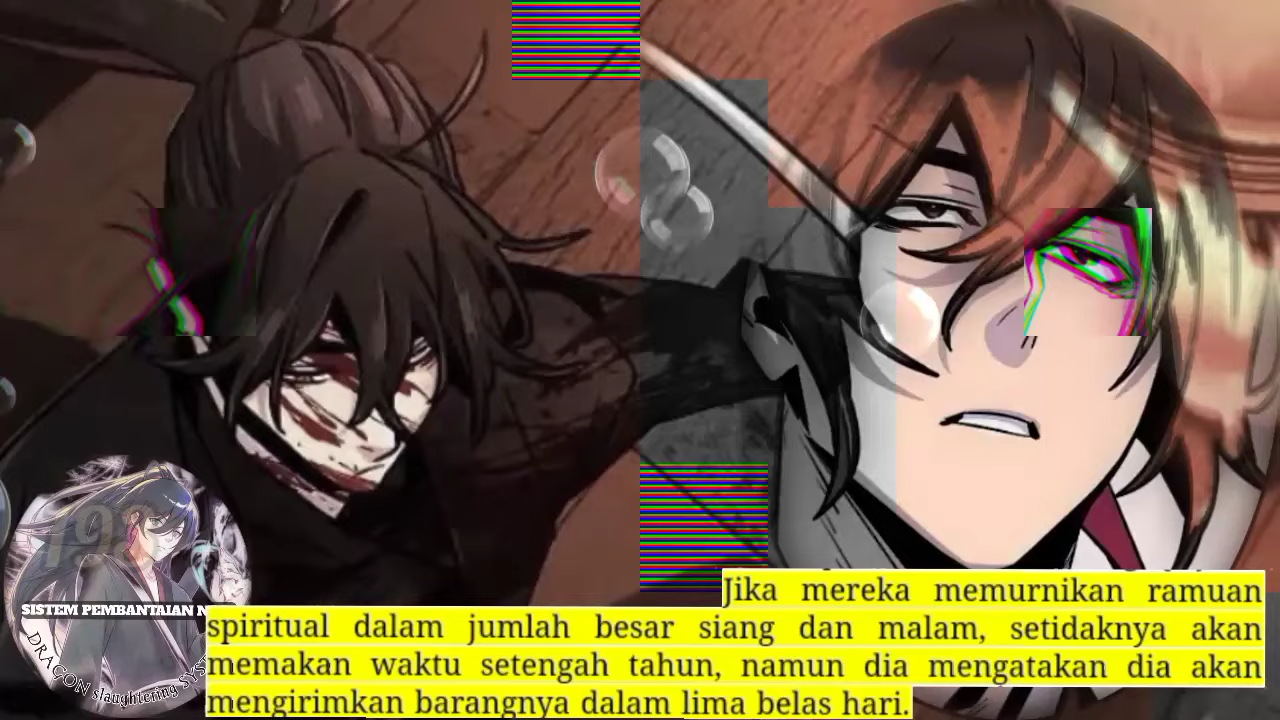 198
SISTEM PEMBANTAIAN N
DRAGON slaughtering SYS
Jika mereka memurnikan ramuan
spiritual dalam jumlah besar siang dan malam, setidaknya akan
memakan waktu setengah tahun, namun dia mengatakan dia akan
mengirimkan barangnya dalam lima belas hari.